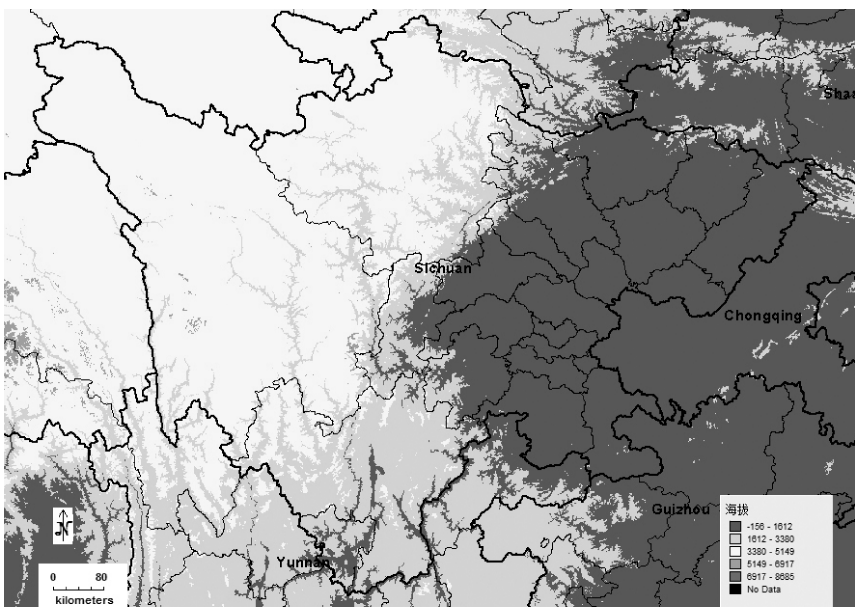 Shaa
Sichuan
Chongqing
Guizhou
Yunnan
N
0 80
kilometers
海拔
-156 - 1612
1612 - 3380
3380 - 5149
5149 - 6917
6917 - 8685
No Data